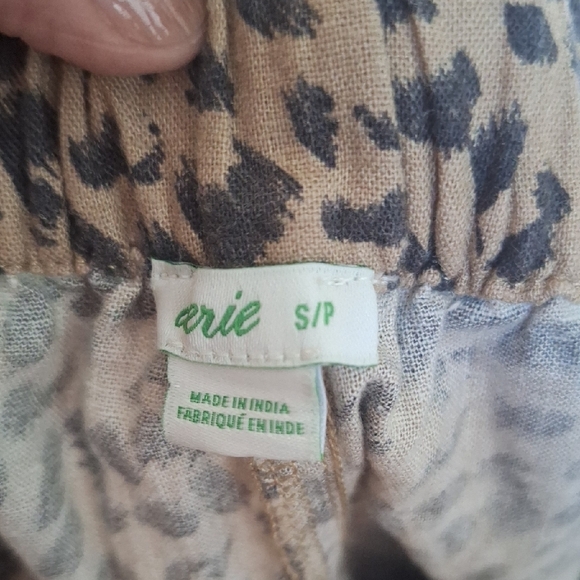 aerie S/P
MADE IN INDIA
FABRIQUÉ EN INDE